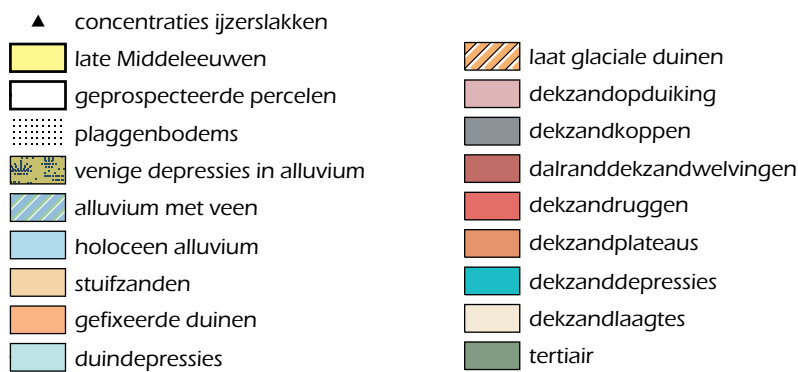 concentraties ijzerslakken
late Middeleeuwen
geprospecteerde percelen
plaggenbodems
venige depressies in alluvium
alluvium met veen
holoceen alluvium
stuifzanden
gefixeerde duinen
duindepressies
laat glaciale duinen
dekzandopduiking
dekzandkoppen
dalranddekzandwelvingen
dekzandruggen
dekzandplateaus
dekzanddepressies
dekzandlaagtes
tertiair